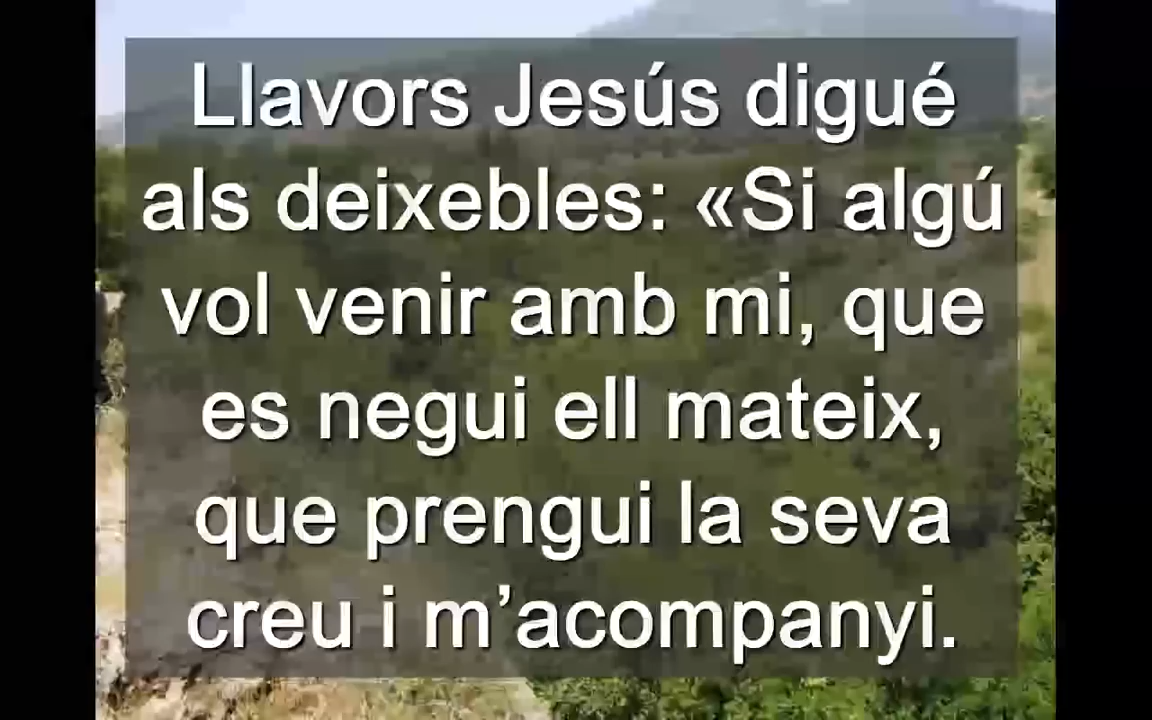 Llavors Jesús digué
als deixebles: «Si algú
vol venir amb mi, que
es negui ell mateix,
que prengui la seva
creu i m’acompanyi.